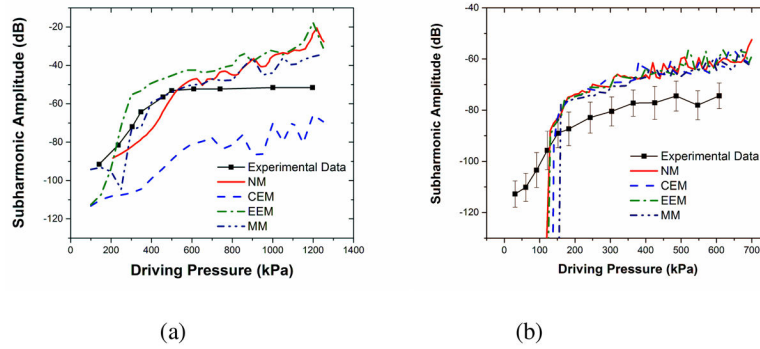 (a)
Subharmonic Amplitude (dB)
-20
-40
-60
-80
-100
-120
Experimental Data
NM
CEM
EEM
MM
0 200 400 600 800 1000 1200 1400
Driving Pressure (kPa)
(b)
Subharmonic Amplitude (dB)
-40
-60
-80
-100
-120
Experimental Data
NM
CEM
EEM
MM
0 100 200 300 400 500 600 700
Driving Pressure (kPa)
(a)
(b)